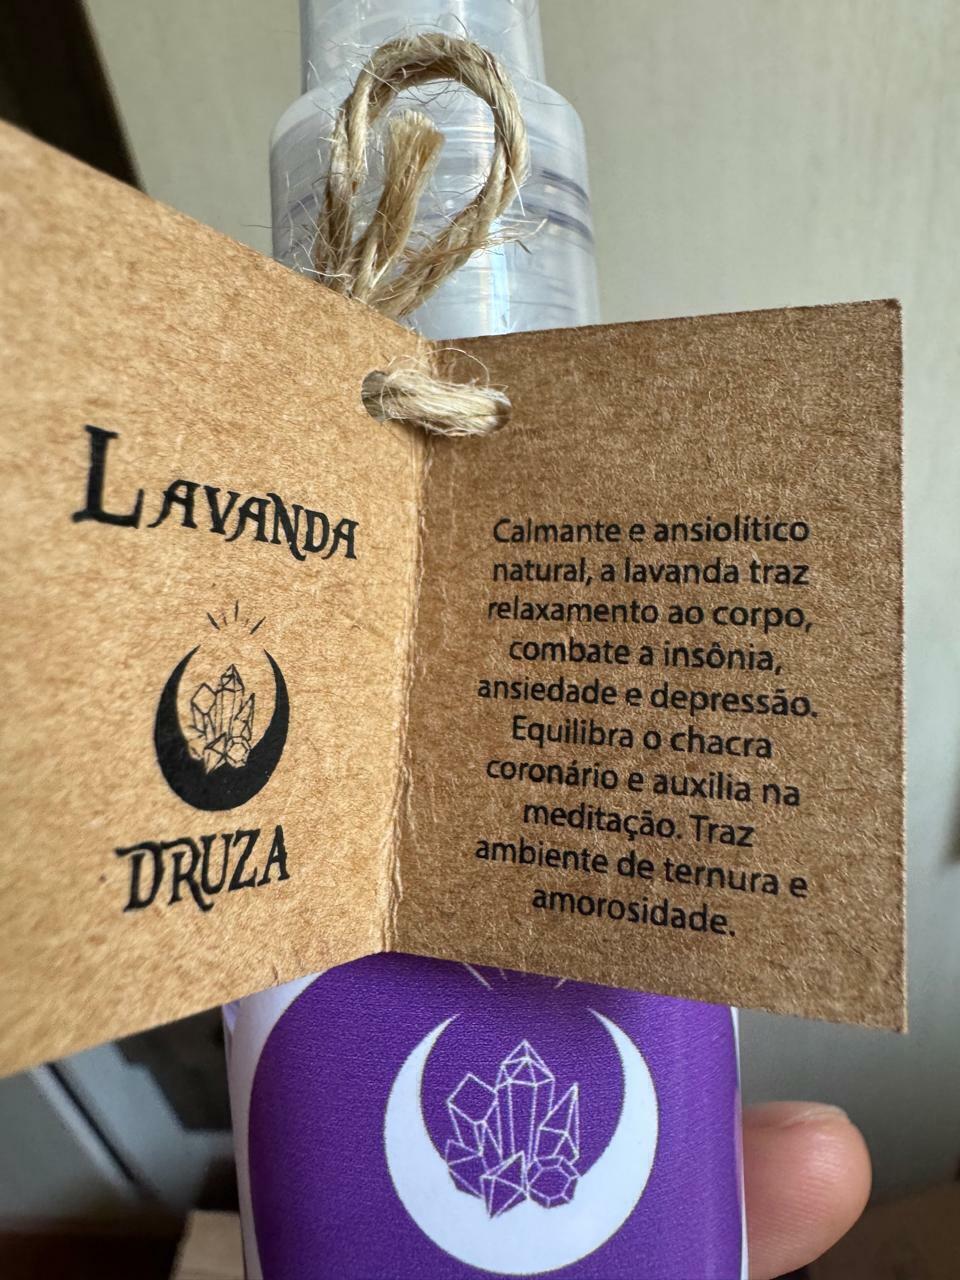 LAVANDA
DRUZA
Calmante e ansiolítico
natural, a lavanda traz
relaxamento ao corpo,
combate a insônia,
ansiedade e depressão.
Equilibra o chacra
coronário e auxilia na
meditação. Traz
ambiente de ternura e
amorosidade.